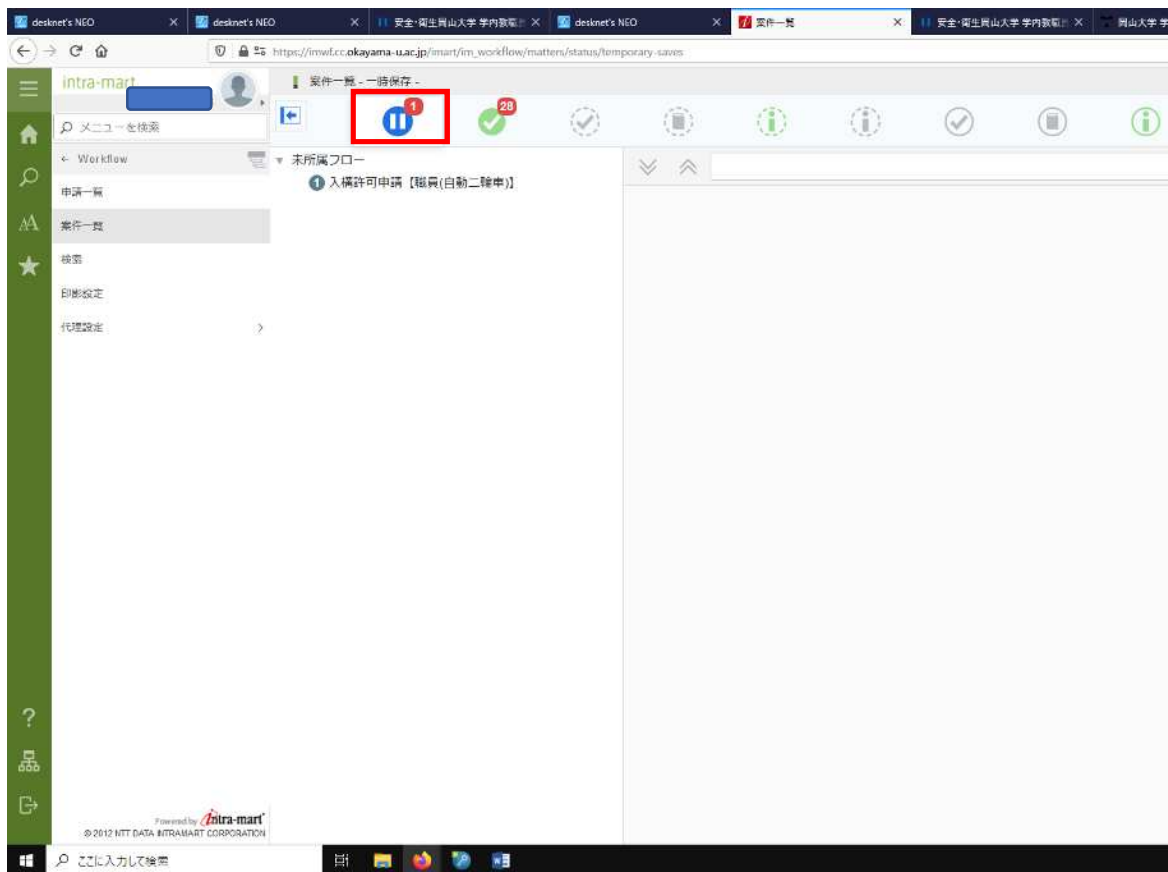 desknet's NEO
desknet's NEO
安全・衛生岡山大学 学内教職
desknet's NEO
案件一覧
安全・衛生岡山大学 学内教職
岡山大学 学
https://imwf.cc.okayama-u.ac.jp/imart/im_workflow/matters/status/temporary-saves
intra-mart
案件一覧 - 一時保存 -
1
28
メニューを検索
← Workflow
未所属フロー
1 入構許可申請【職員(自動二輪車)】
申請一覧
案件一覧
検索
印影設定
代理設定
Powered by intra-mart
© 2012 NTT DATA INTRAMART CORPORATION
ここに入力して検索